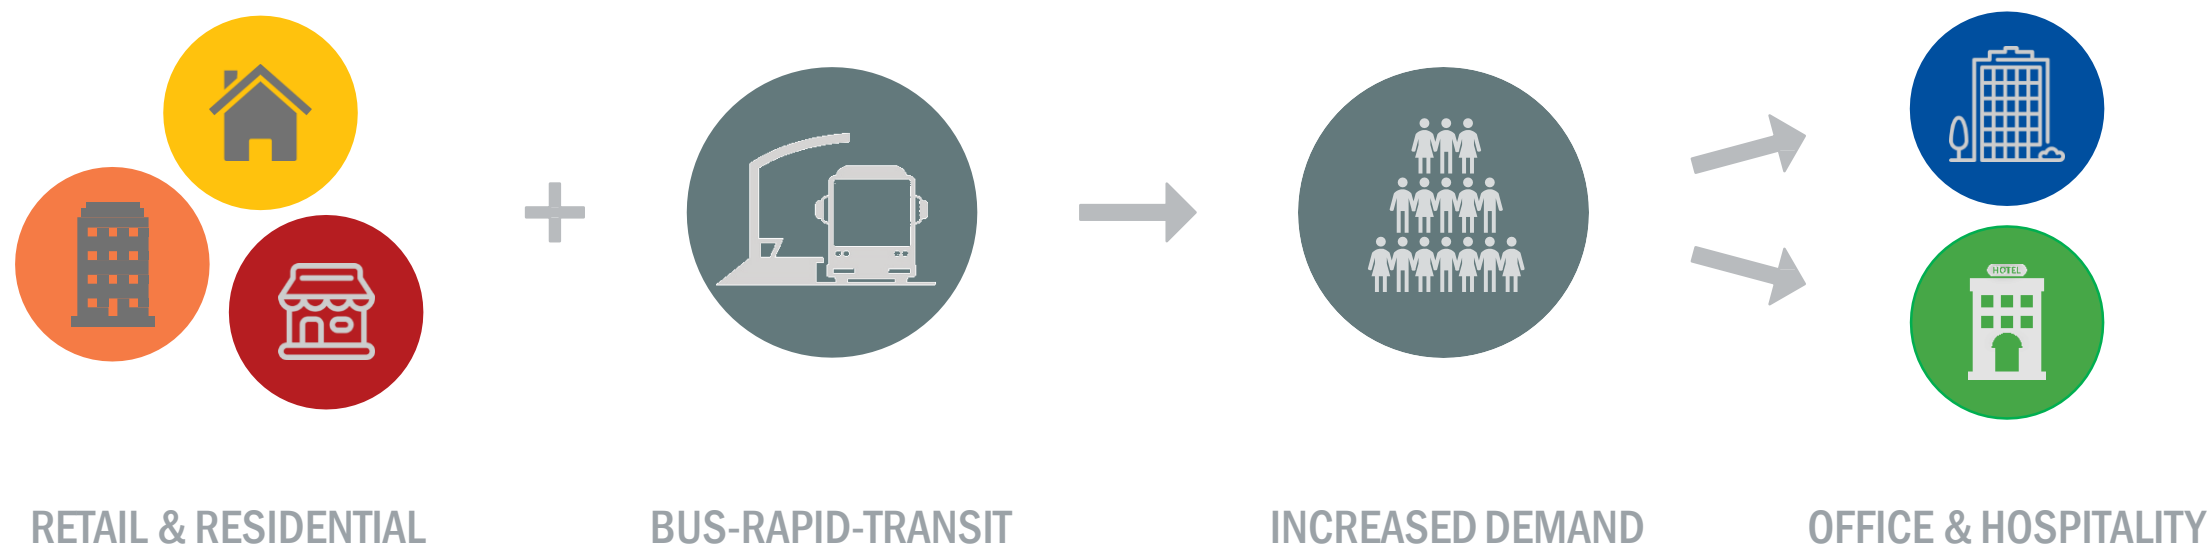 HOTEL
RETAIL & RESIDENTIAL
BUS-RAPID-TRANSIT
INCREASED DEMAND
OFFICE & HOSPITALITY